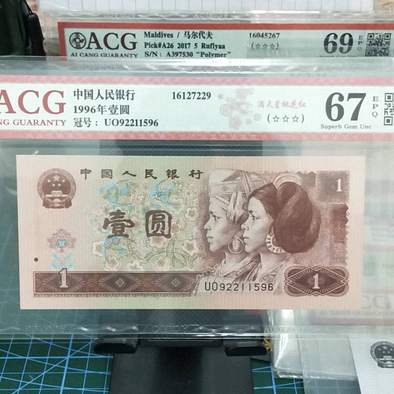 ACG
AI CANG GUARANTY
Maldives / 马尔代夫
Pick#A26 2017 5 Rufiyaa
S/N : A397530 "Polymer"
16045267
(☆☆☆)
69 EPQ
ACG
AI CANG GUARANTY
中国人民银行
1996年壹圆
冠号: UO92211596
16127229
(☆☆☆)
67 EPQ
Superb Gem Unc
中国人民银行
壹圆
1
1
1
UO92211596